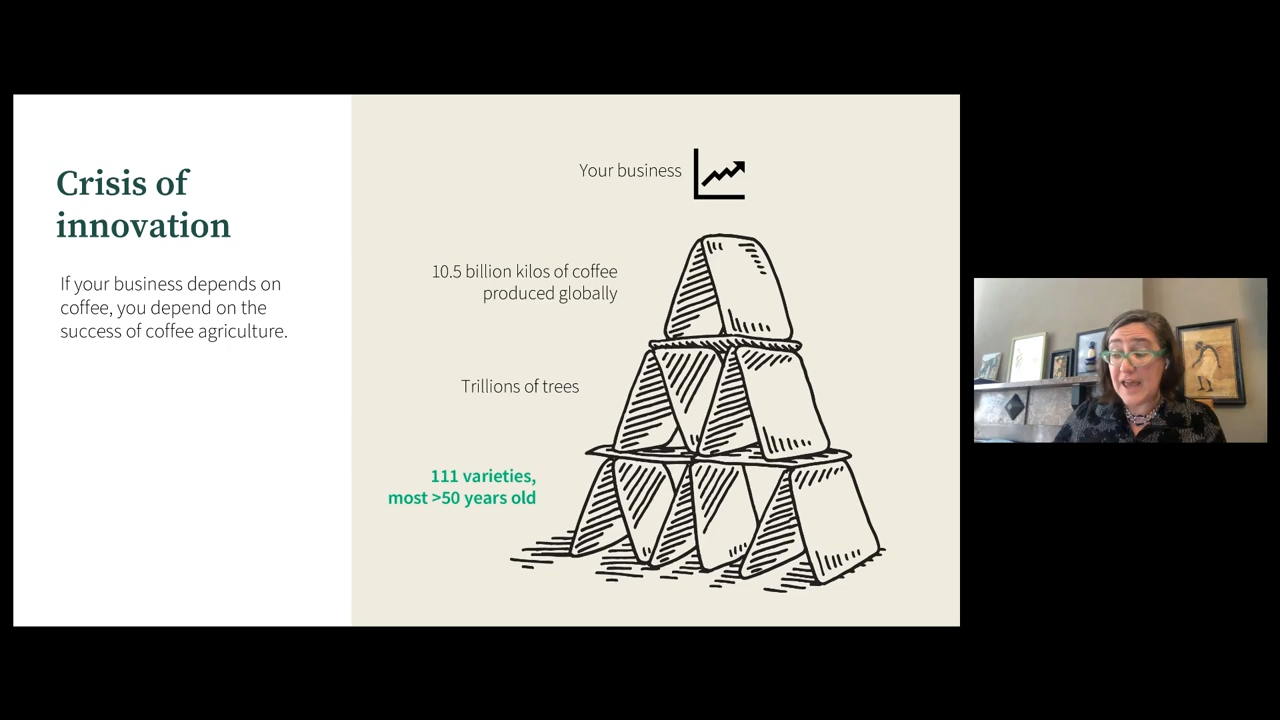 Crisis of
innovation
If your business depends on
coffee, you depend on the
success of coffee agriculture.
Your business
10.5 billion kilos of coffee
produced globally
Trillions of trees
111 varieties,
most >50 years old